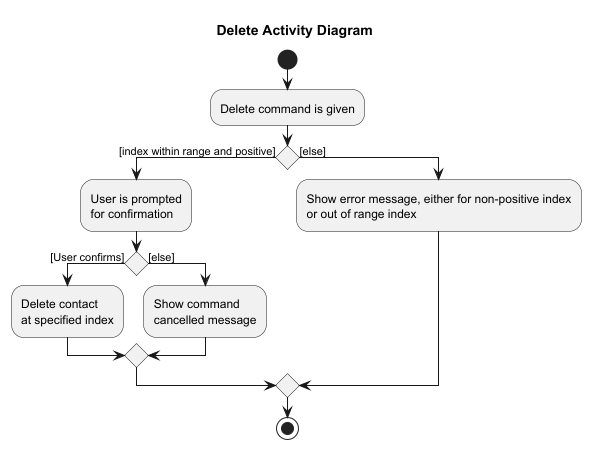 Delete Activity Diagram
Delete command is given
[index within range and positive]
[else]
User is prompted
for confirmation
Show error message, either for non-positive index
or out of range index
[User confirms]
[else]
Delete contact
at specified index
Show command
cancelled message